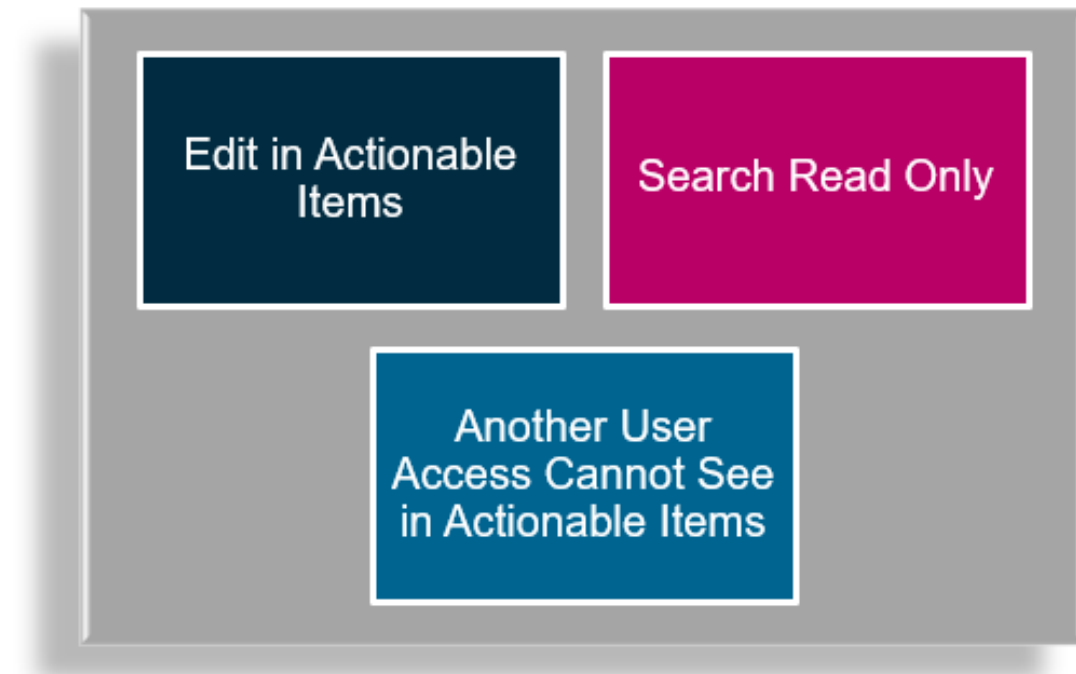 Edit in Actionable
Items
Search Read Only
Another User
Access Cannot See
in Actionable Items